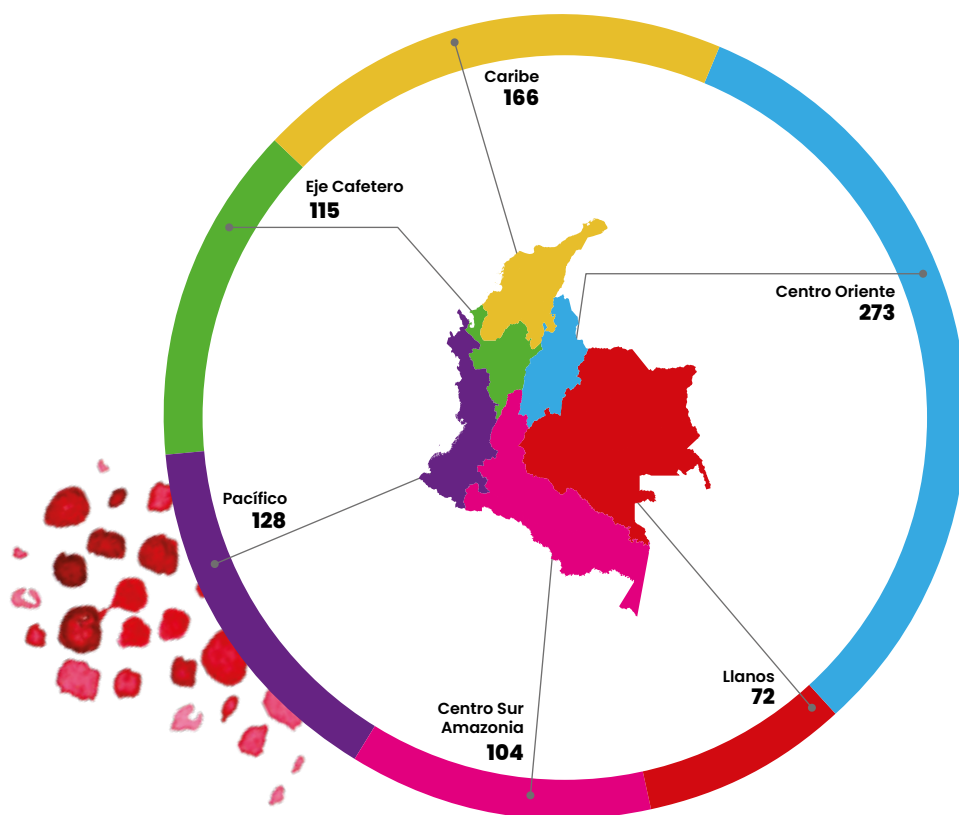 Caribe
166
Eje Cafetero
115
Centro Oriente
273
Pacífico
128
Llanos
72
Centro Sur
Amazonia
104